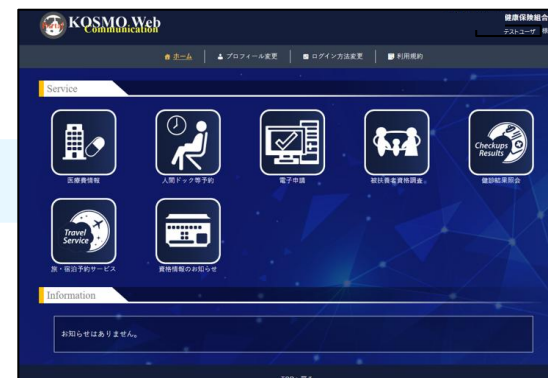 KOSMO Web
Communication
健康保険組合
テストユーザ 様
ホーム
プロフィール変更
ログイン方法変更
利用規約
Service
医療費情報
人間ドック等予約
電子申請
被扶養者資格調査
Checkups
Results
健診結果照会
Travel
Service
旅・宿泊予約サービス
資格情報のお知らせ
Information
お知らせはありません。